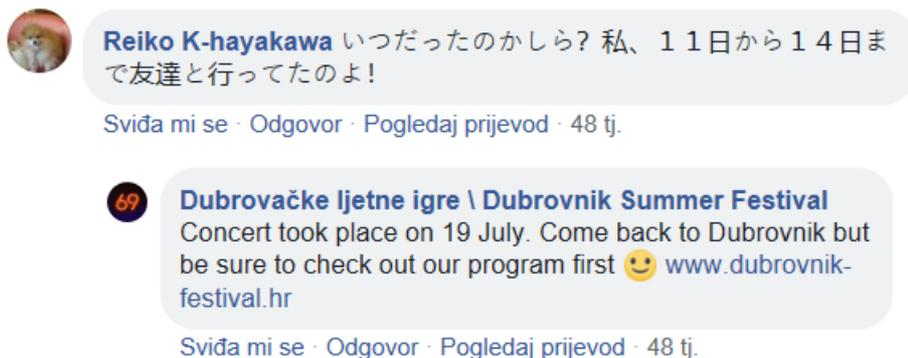 Reiko K-hayakawa いつだったのかしら? 私、１１日から１４日ま
で友達と行ってたのよ!
Sviđa mi se · Odgovor · Pogledaj prijevod · 48 tj.
69
Dubrovačke ljetne igre \ Dubrovnik Summer Festival
Concert took place on 19 July. Come back to Dubrovnik but
be sure to check out our program first 🙂 www.dubrovnik-
festival.hr
Sviđa mi se · Odgovor · Pogledaj prijevod · 48 tj.